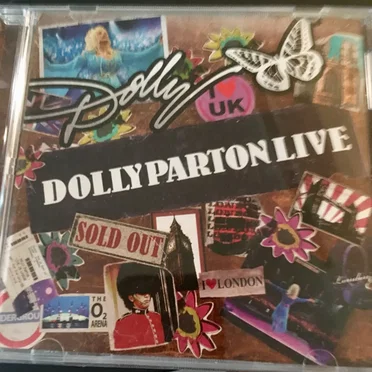 Dolly
I ♥ UK
DOLLY PARTON LIVE
SOLD OUT
I ♥ LONDON
THE
O2
ARENA